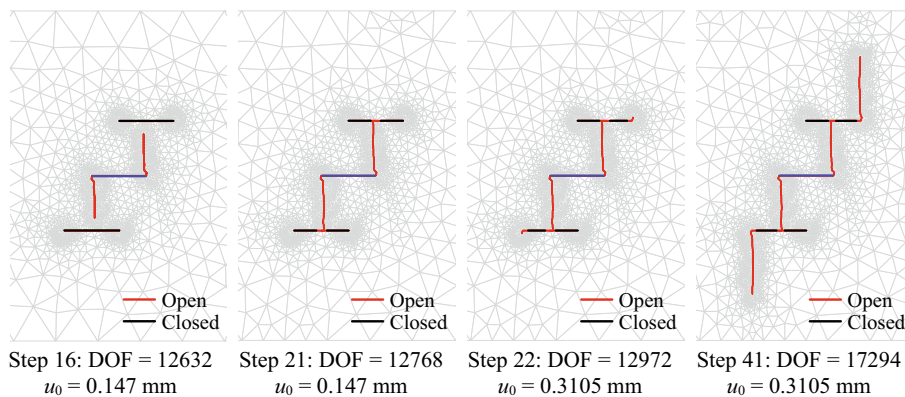 Open
Closed
Open
Closed
Open
Closed
Open
Closed
Step 16: DOF = 12632
u₀ = 0.147 mm
Step 21: DOF = 12768
u₀ = 0.147 mm
Step 22: DOF = 12972
u₀ = 0.3105 mm
Step 41: DOF = 17294
u₀ = 0.3105 mm